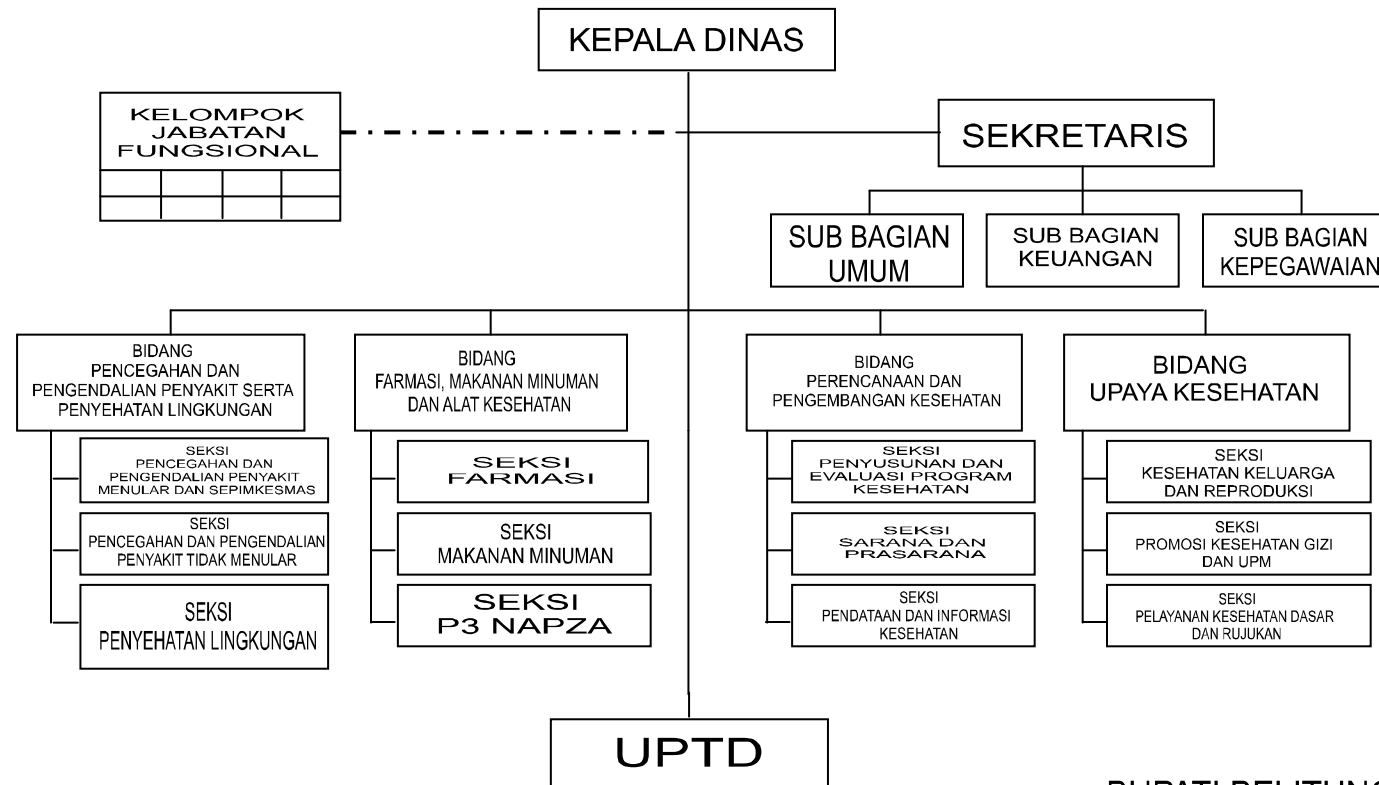 KEPALA DINAS
KELOMPOK
JABATAN
FUNGSIONAL
SEKRETARIS
SUB BAGIAN
UMUM
SUB BAGIAN
KEUANGAN
SUB BAGIAN
KEPEGAWAIAN
BIDANG
PENCEGAHAN DAN
PENGENDALIAN PENYAKIT SERTA
PENYEHATAN LINGKUNGAN
SEKSI
PENCEGAHAN DAN
PENGENDALIAN PENYAKIT
MENULAR DAN SEPIMKESMAS
SEKSI
PENCEGAHAN DAN PENGENDALIAN
PENYAKIT TIDAK MENULAR
SEKSI
PENYEHATAN LINGKUNGAN
BIDANG
FARMASI, MAKANAN MINUMAN
DAN ALAT KESEHATAN
SEKSI
FARMASI
SEKSI
MAKANAN MINUMAN
SEKSI
P3 NAPZA
BIDANG
PERENCANAAN DAN
PENGEMBANGAN KESEHATAN
SEKSI
PENYUSUNAN DAN
EVALUASI PROGRAM
KESEHATAN
SEKSI
SARANA DAN
PRASARANA
SEKSI
PENDATAAN DAN INFORMASI
KESEHATAN
BIDANG
UPAYA KESEHATAN
SEKSI
KESEHATAN KELUARGA
DAN REPRODUKSI
SEKSI
PROMOSI KESEHATAN GIZI
DAN UPM
SEKSI
PELAYANAN KESEHATAN DASAR
DAN RUJUKAN
UPTD
BUPATI BELITUNG